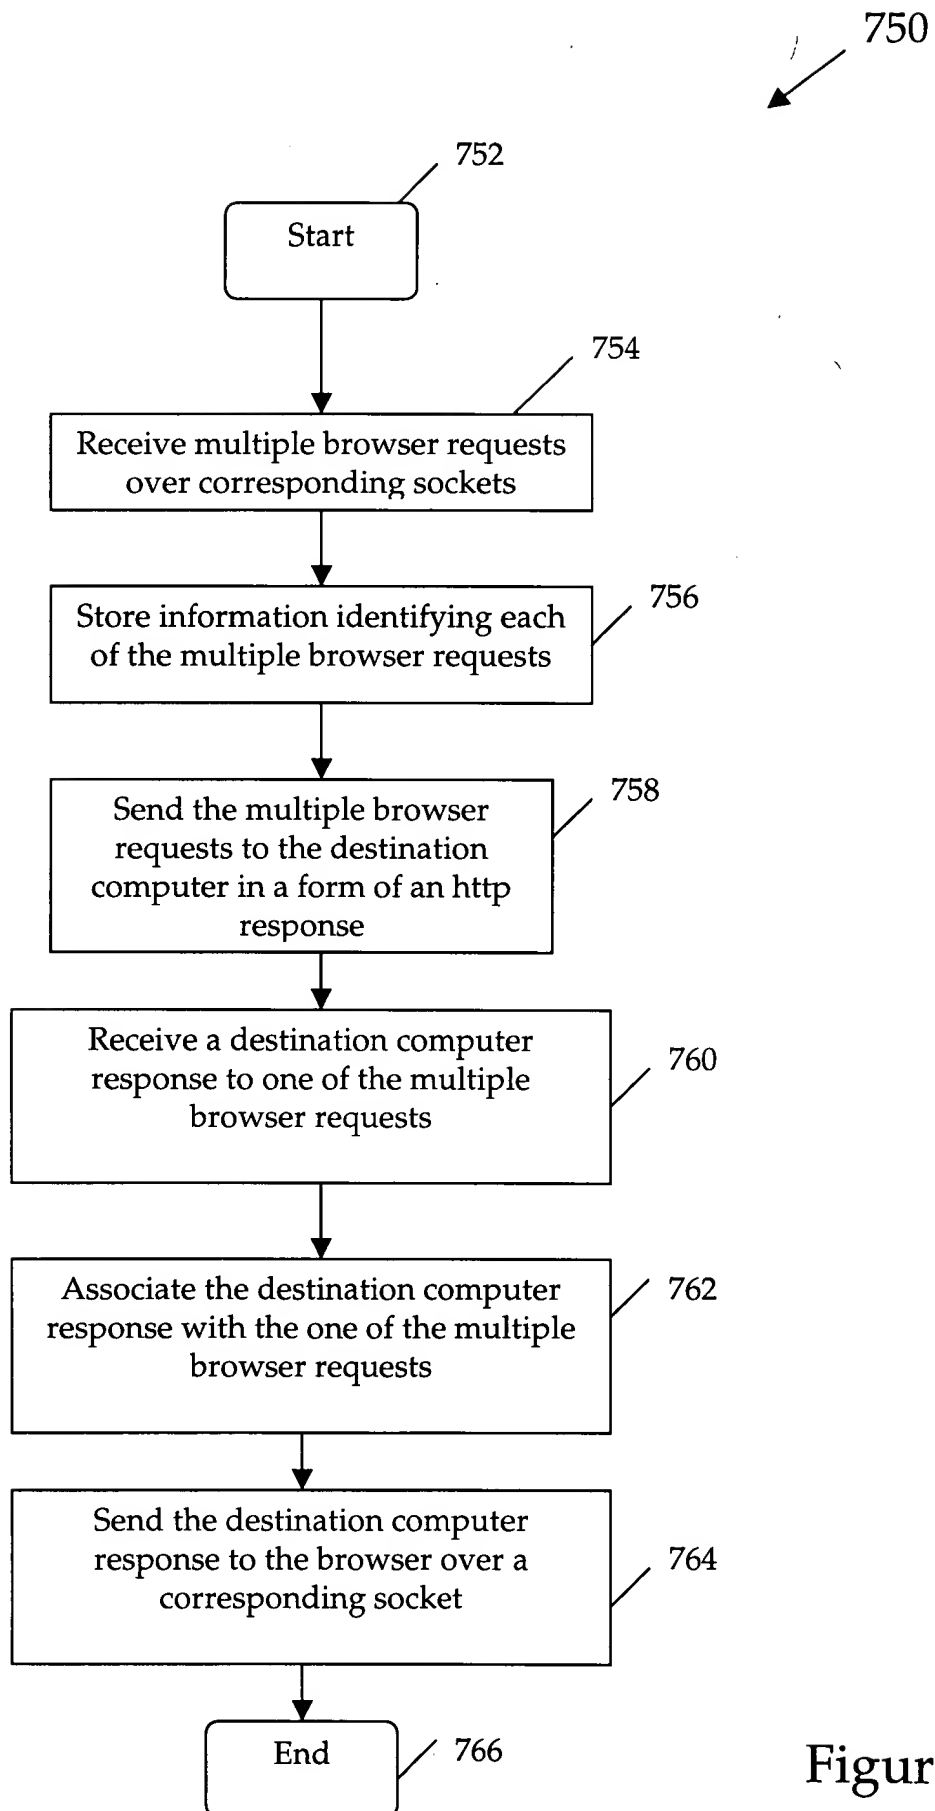 750
752
Start
754
Receive multiple browser requests
over corresponding sockets
756
Store information identifying each
of the multiple browser requests
758
Send the multiple browser
requests to the destination
computer in a form of an http
response
760
Receive a destination computer
response to one of the multiple
browser requests
762
Associate the destination computer
response with the one of the multiple
browser requests
764
Send the destination computer
response to the browser over a
corresponding socket
End
766
Figur